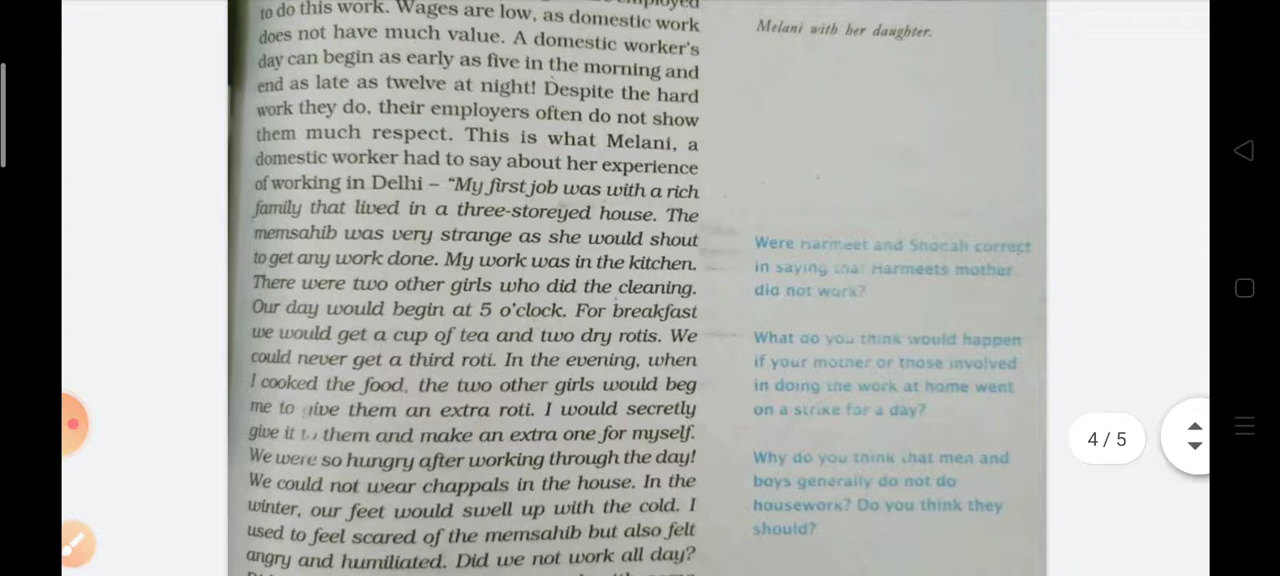 employed
to do this work. Wages are low, as domestic work
does not have much value. A domestic worker's
day can begin as early as five in the morning and
end as late as twelve at night! Despite the hard
work they do, their employers often do not show
them much respect. This is what Melani, a
domestic worker had to say about her experience
of working in Delhi – “My first job was with a rich
family that lived in a three-storeyed house. The
memsahib was very strange as she would shout
to get any work done. My work was in the kitchen.
There were two other girls who did the cleaning.
Our day would begin at 5 o'clock. For breakfast
we would get a cup of tea and two dry rotis. We
could never get a third roti. In the evening, when
I cooked the food, the two other girls would beg
me to give them an extra roti. I would secretly
give it to them and make an extra one for myself.
We were so hungry after working through the day!
We could not wear chappals in the house. In the
winter, our feet would swell up with the cold. I
used to feel scared of the memsahib but also felt
angry and humiliated. Did we not work all day?
Melani with her daughter.
Were Harmeet and Shonali correct
in saying that Harmeets mother
did not work?
What do you think would happen
if your mother or those involved
in doing the work at home went
on a strike for a day?
Why do you think that men and
boys generally do not do
housework? Do you think they
should?
4 / 5